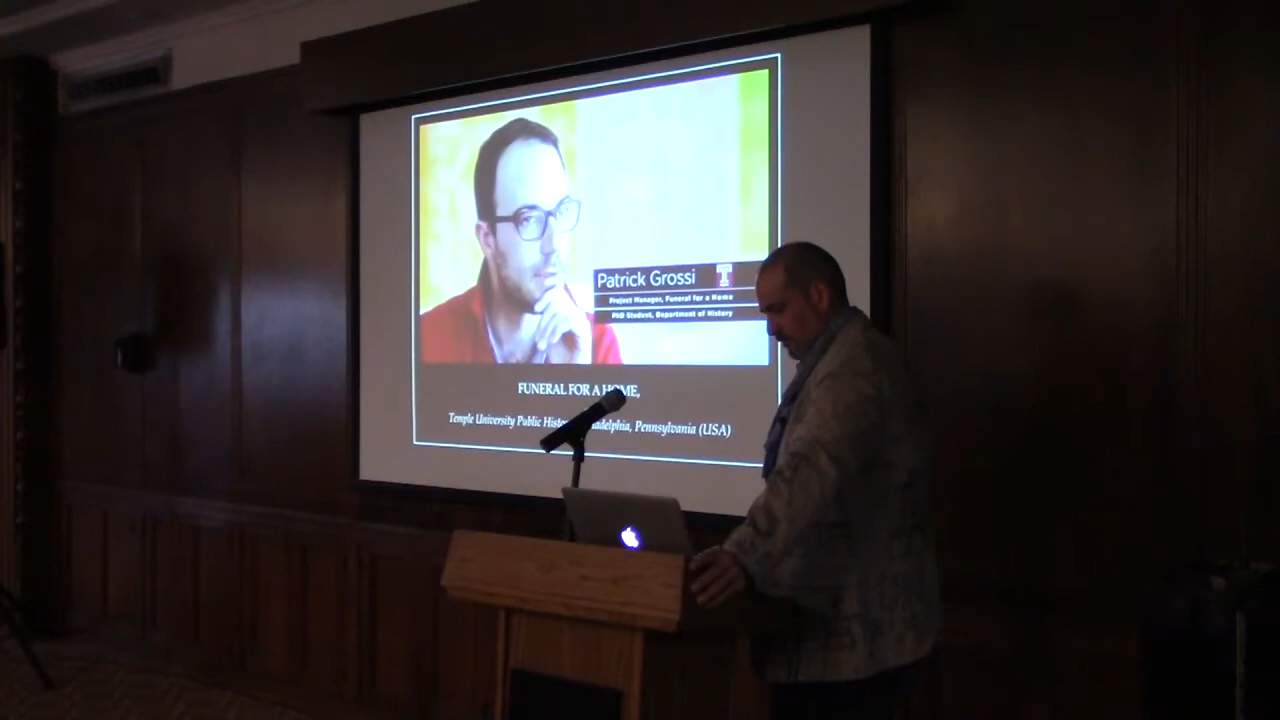 Patrick Grossi
Project Manager, Funeral for a Home
PhD Student, Department of History
FUNERAL FOR A HOME,
Temple University Public Histo adelphia, Pennsylvania (USA)